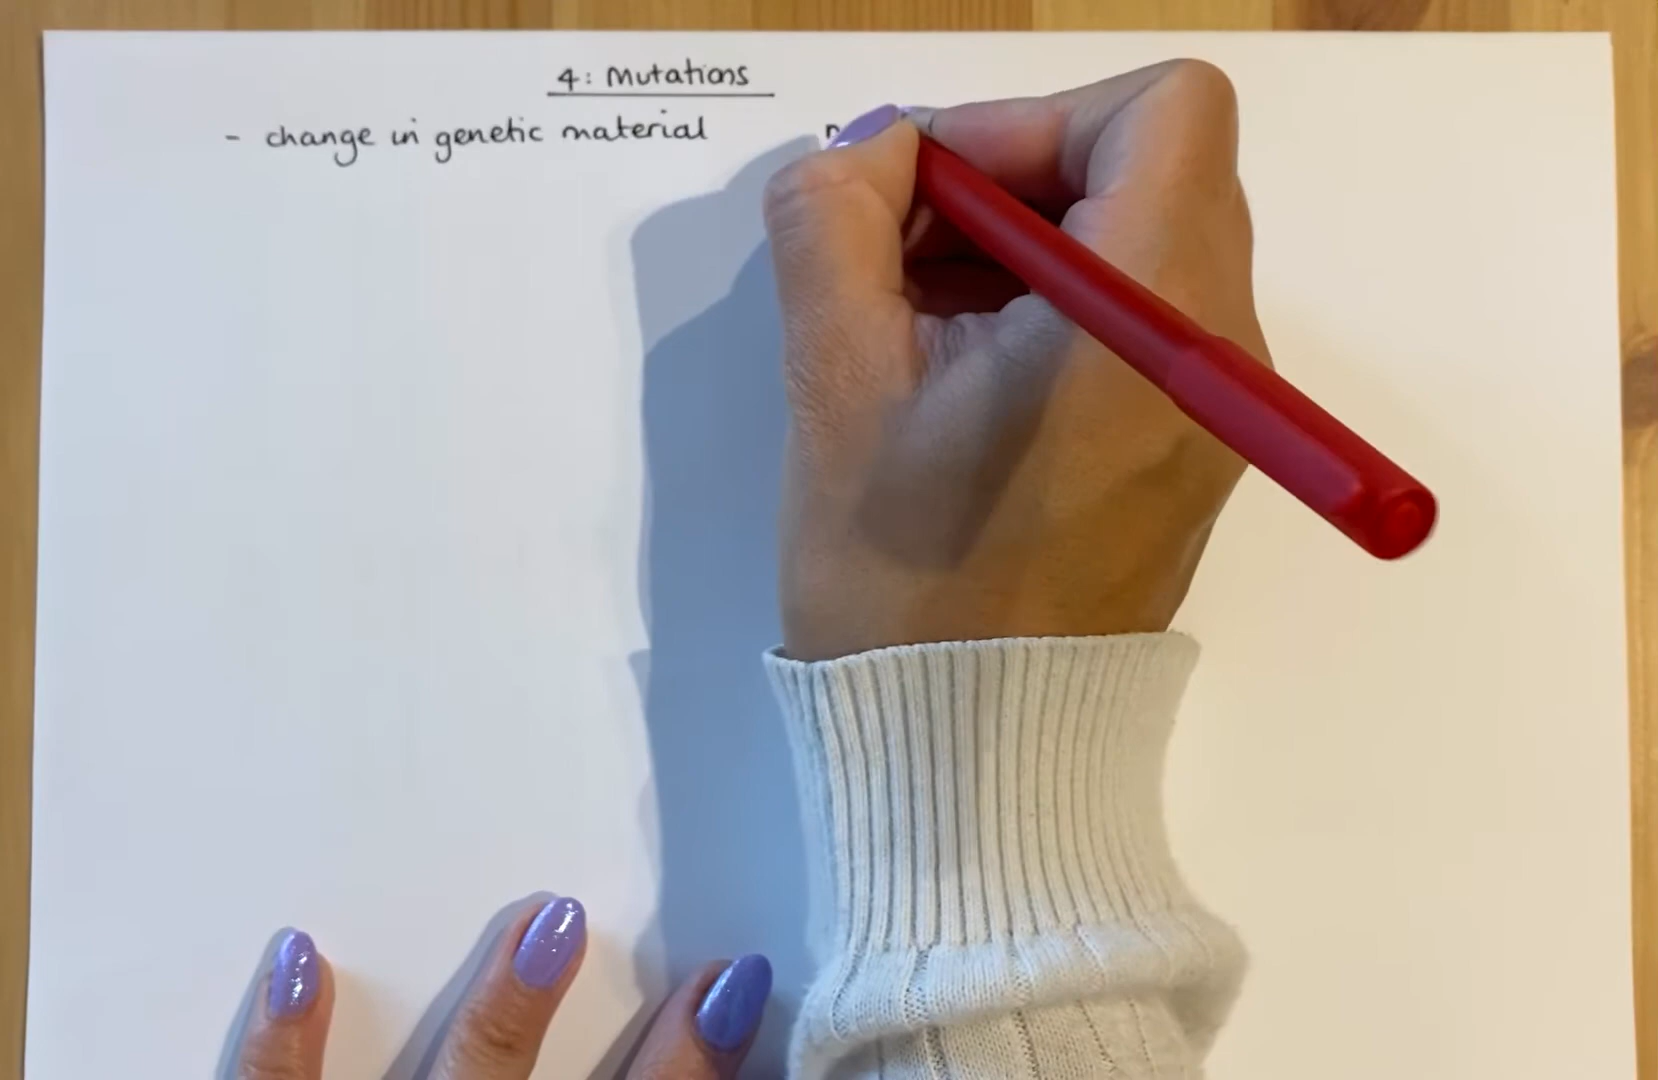 4: Mutations
- change in genetic material